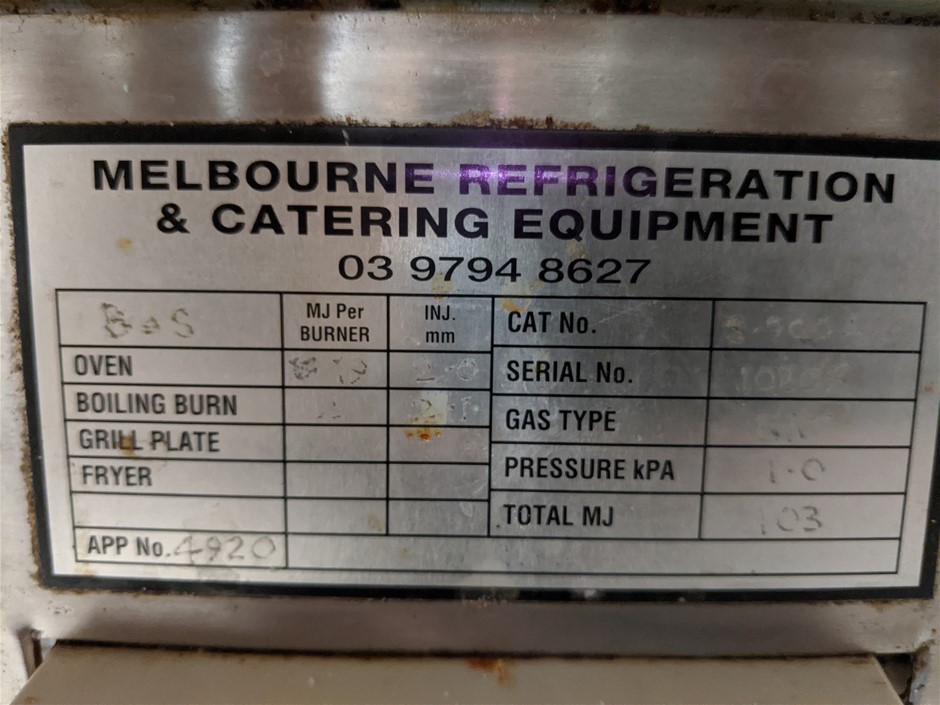 MELBOURNE REFRIGERATION
& CATERING EQUIPMENT
03 9794 8627
B&S
MJ Per
BURNER
INJ.
mm
CAT No.
OVEN
SERIAL No.
BOILING BURN
GAS TYPE
GRILL PLATE
FRYER
PRESSURE kPA 1.0
TOTAL MJ 103
APP No. 4920